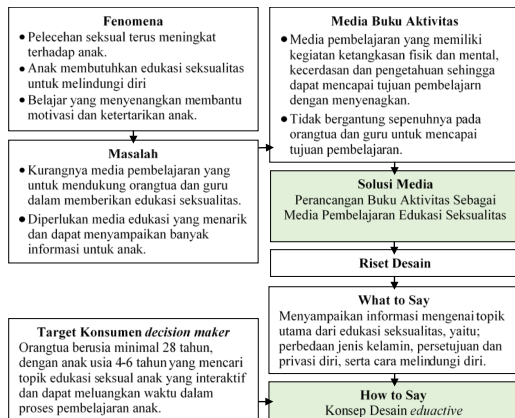 Fenomena
• Pelecehan seksual terus meningkat
terhadap anak.
• Anak membutuhkan edukasi seksualitas
untuk melindungi diri
• Belajar yang menyenangkan membantu
motivasi dan ketertarikan anak.
Masalah
• Kurangnya media pembelajaran yang
untuk mendukung orangtua dan guru
dalam memberikan edukasi seksualitas.
• Diperlukan media edukasi yang menarik
dan dapat menyampaikan banyak
informasi untuk anak.
Media Buku Aktivitas
• Media pembelajaran yang memiliki
kegiatan ketangkasan fisik dan mental,
kecerdasan dan pengetahuan sehingga
dapat mencapai tujuan pembelajarn
dengan menyenagkan.
• Tidak bergantung sepenuhnya pada
orangtua dan guru untuk mencapai
tujuan pembelajaran.
Solusi Media
Perancangan Buku Aktivitas Sebagai
Media Pembelajaran Edukasi Seksualitas
Riset Desain
What to Say
Menyampaikan informasi mengenai topik
utama dari edukasi seksualitas, yaitu;
perbedaan jenis kelamin, persetujuan dan
privasi diri, serta cara melindungi diri.
Target Konsumen decision maker
Orangtua berusia minimal 28 tahun,
dengan anak usia 4-6 tahun yang mencari
topik edukasi seksual anak yang interaktif
dan dapat meluangkan waktu dalam
proses pembelajaran anak.
How to Say
Konsep Desain eduactive